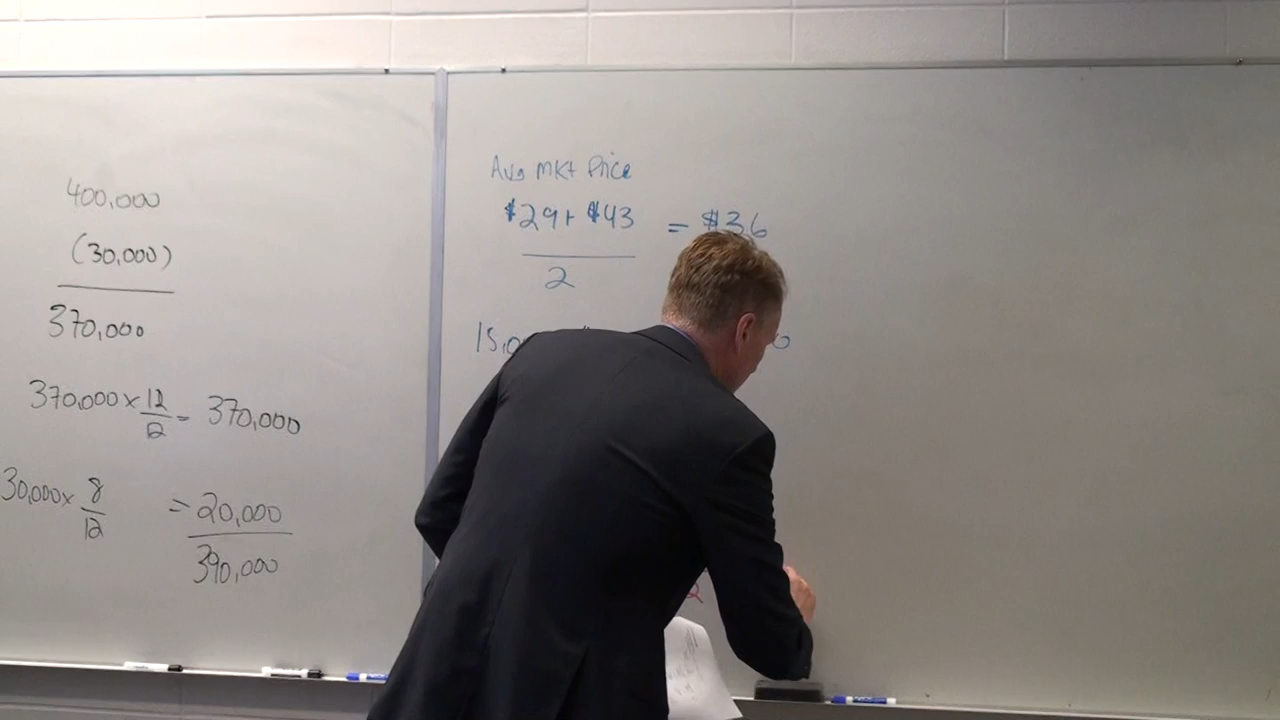 400,000
(30,000)
370,000
370,000 × 12/12 = 370,000
30,000 × 8/12 = 20,000
390,000
Avg Mkt Price
$29 + $43 = $36
2